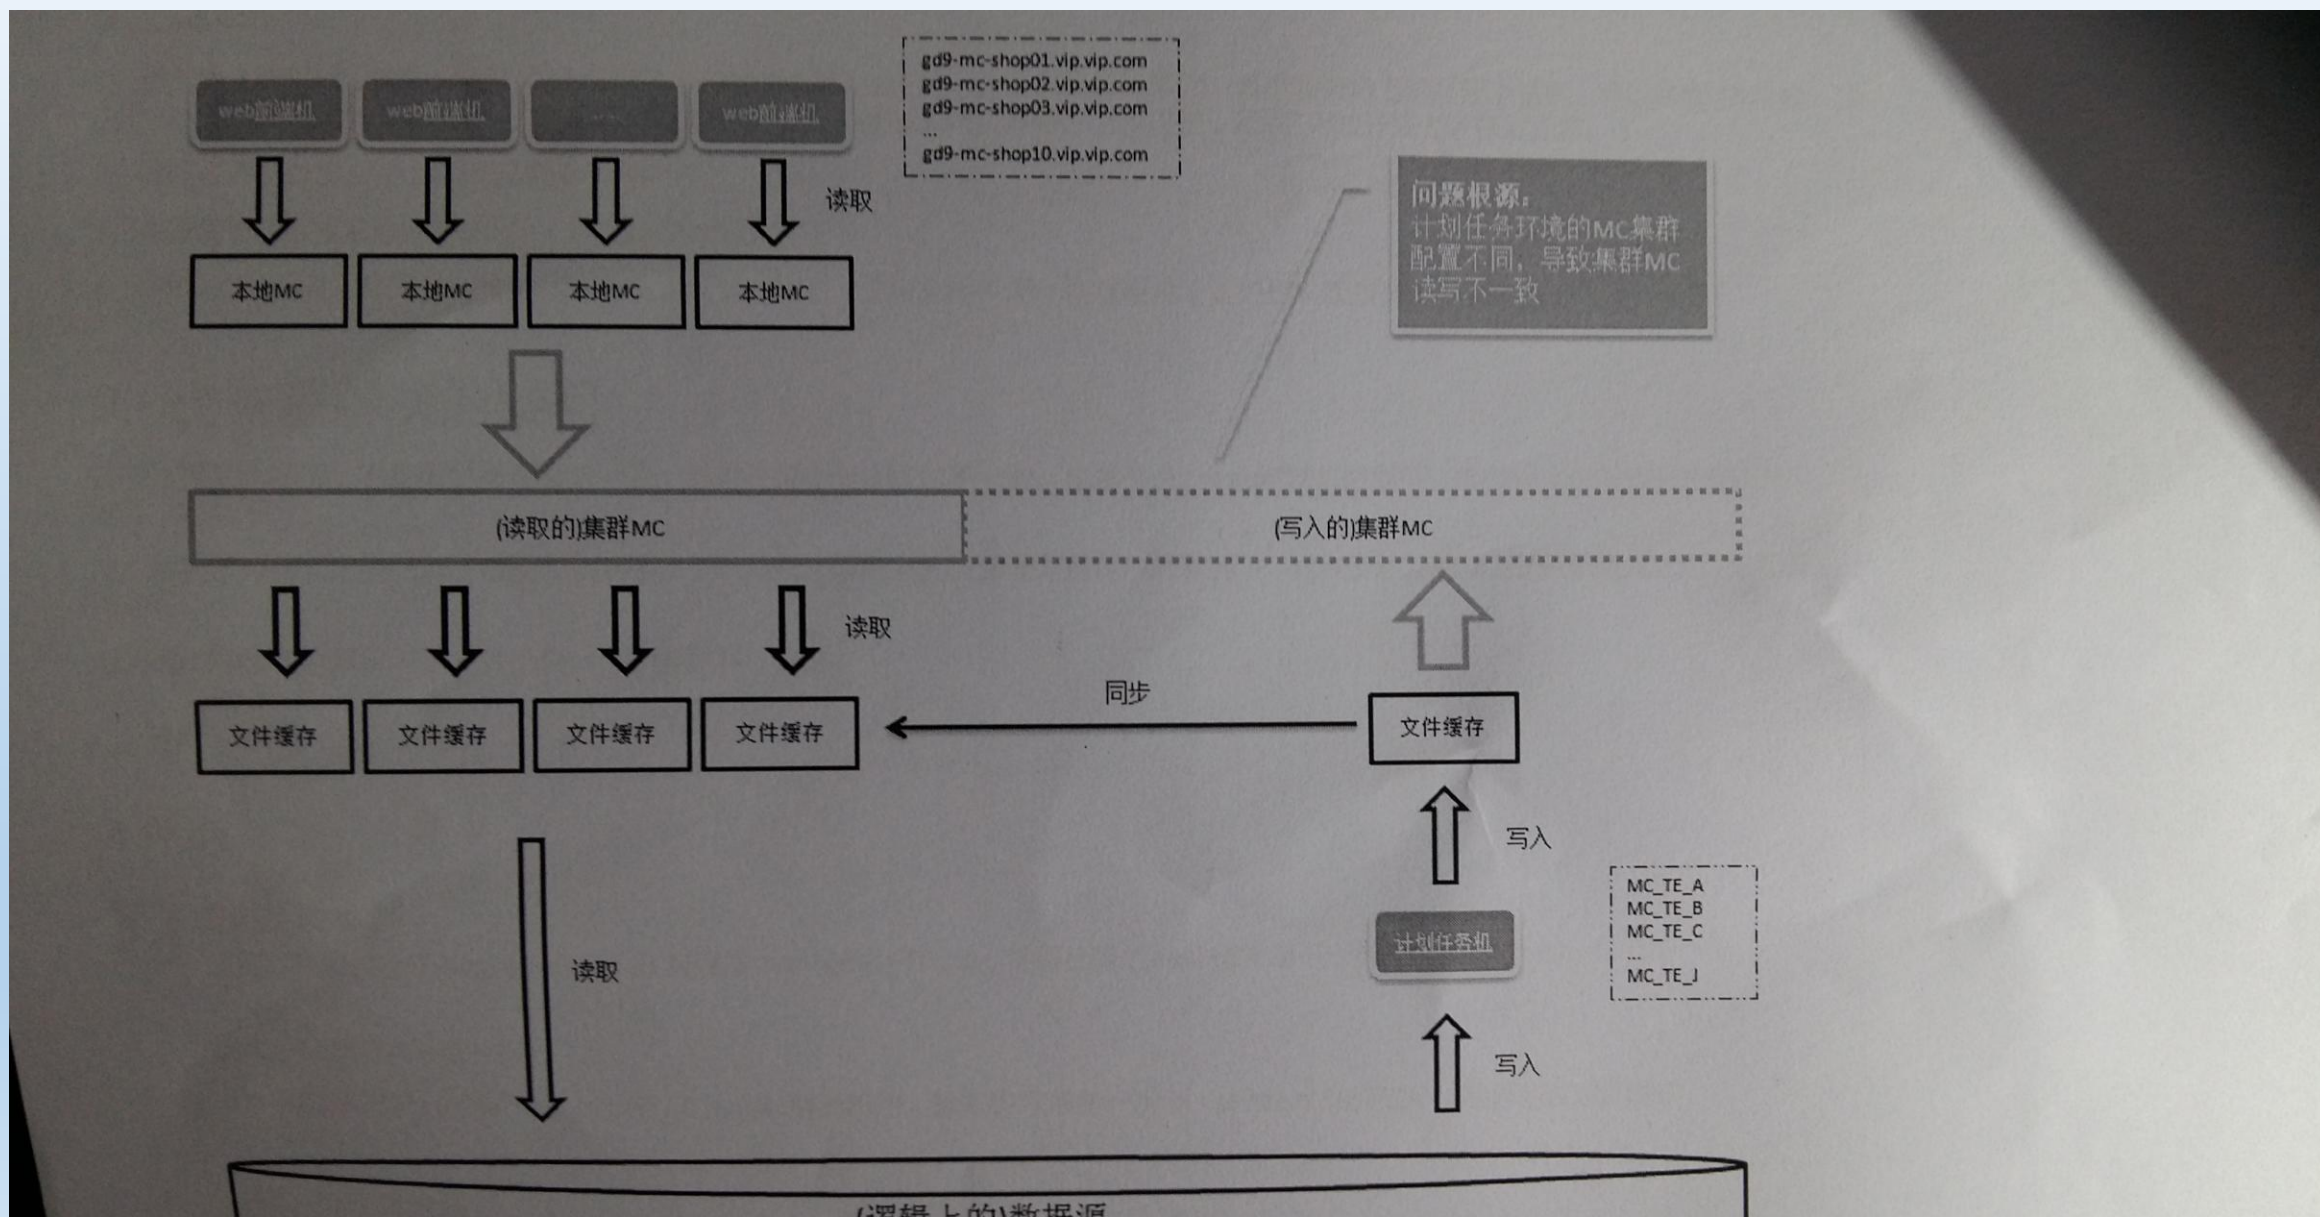 web前端机 web前端机 ...... web前端机
gd9-mc-shop01.vip.vip.com
gd9-mc-shop02.vip.vip.com
gd9-mc-shop03.vip.vip.com
...
gd9-mc-shop10.vip.vip.com
读取
问题根源：
计划任务环境的MC集群
配置不同，导致集群MC
读写不一致
本地MC 本地MC 本地MC 本地MC
(读取的)集群MC
(写入的)集群MC
读取
同步
文件缓存 文件缓存 文件缓存 文件缓存
文件缓存
写入
MC_TE_A
MC_TE_B
MC_TE_C
...
MC_TE_J
计划任务机
读取
写入
(逻辑上的)数据源